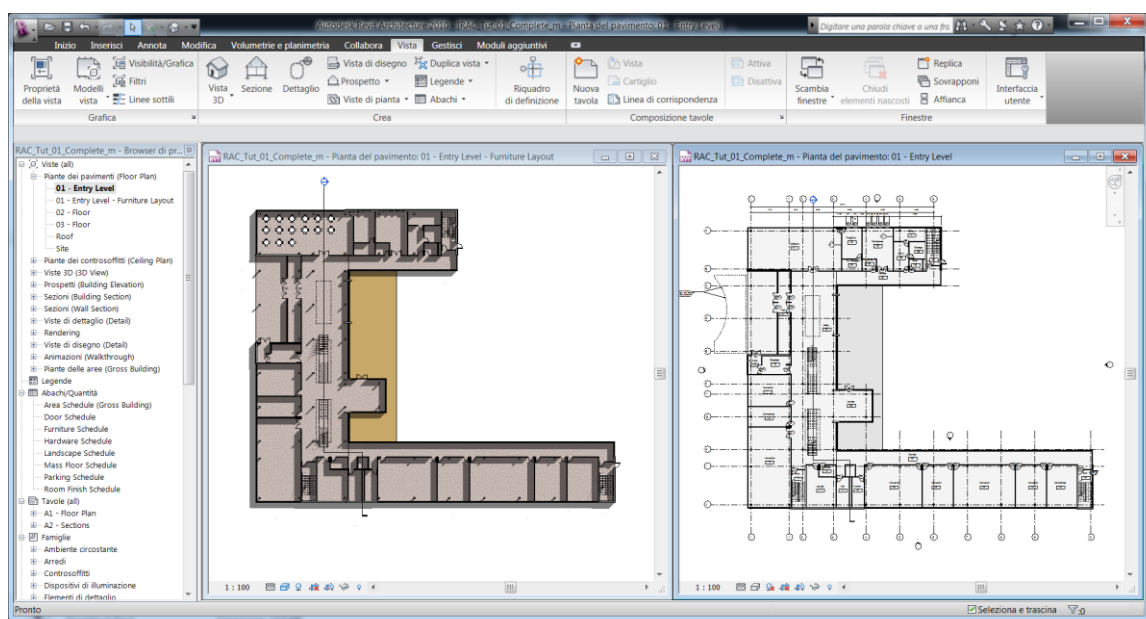 Autodesk Revit Architecture 2010 - [RAC_Tut_01_Complete_m - Pianta del pavimento: 01 - Entry Level]
Digitare una parola chiave o una fra
Inizio Inserisci Annota Modifica Volumetrie e planimetria Collabora Vista Gestisci Moduli aggiuntivi
Proprietà della vista
Modelli vista
Visibilità/Grafica
Filtri
Linee sottili
Vista 3D
Sezione
Dettaglio
Vista di disegno
Prospetto
Viste di pianta
Duplica vista
Legende
Abachi
Riquadro di definizione
Nuova tavola
Vista
Cartiglio
Linea di corrispondenza
Attiva
Disattiva
Scambia finestre
Chiudi elementi nascosti
Replica
Sovrapponi
Affianca
Interfaccia utente
Grafica Crea Composizione tavole Finestre
RAC_Tut_01_Complete_m - Browser di pr...
Viste (all)
Piante dei pavimenti (Floor Plan)
01 - Entry Level
01 - Entry Level - Furniture Layout
02 - Floor
03 - Floor
Roof
Site
Piante dei controsoffitti (Ceiling Plan)
Viste 3D (3D View)
Prospetti (Building Elevation)
Sezioni (Building Section)
Sezioni (Wall Section)
Viste di dettaglio (Detail)
Rendering
Viste di disegno (Detail)
Animazioni (Walkthrough)
Piante delle aree (Gross Building)
Legende
Abachi/Quantità
Area Schedule (Gross Building)
Door Schedule
Furniture Schedule
Hardware Schedule
Landscape Schedule
Mass Floor Schedule
Parking Schedule
Room Finish Schedule
Tavole (all)
A1 - Floor Plan
A2 - Sections
Famiglie
Ambiente circostante
Arredi
Controsoffitti
Dispositivi di illuminazione
Elementi di dettaglio
RAC_Tut_01_Complete_m - Pianta del pavimento: 01 - Entry Level - Furniture Layout
1 : 100
RAC_Tut_01_Complete_m - Pianta del pavimento: 01 - Entry Level
1 : 100
Pronto
Seleziona e trascina
:0